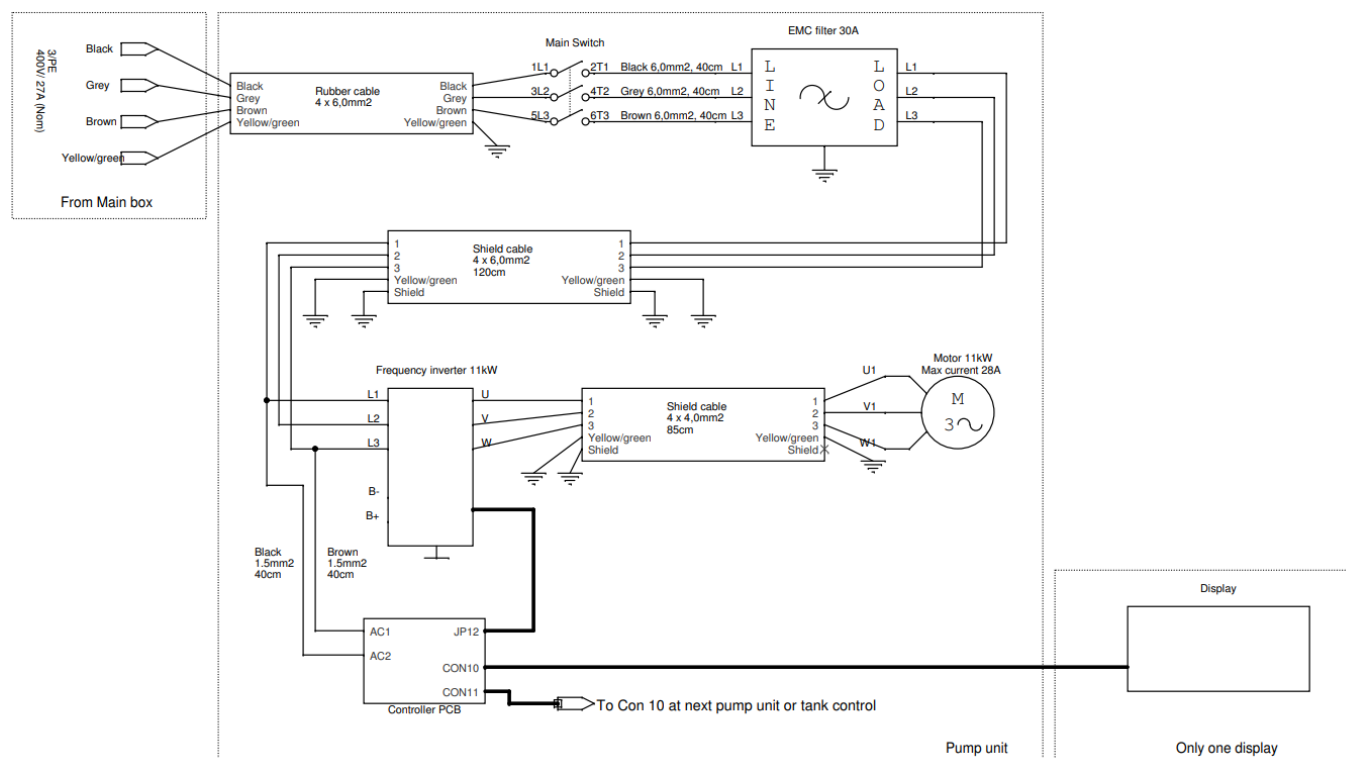 3/PE
400V/ 27A (Nom)
Black
Grey
Brown
Yellow/green
From Main box
Black
Grey
Brown
Yellow/green
Rubber cable
4 x 6,0mm2
Black
Grey
Brown
Yellow/green
Main Switch
1L1
2T1
Black 6,0mm2, 40cm
L1
3L2
4T2
Grey 6,0mm2, 40cm
L2
5L3
6T3
Brown 6,0mm2, 40cm
L3
EMC filter 30A
LINE
LOAD
L1
L2
L3
1
2
3
Yellow/green
Shield
Shield cable
4 x 6,0mm2
120cm
1
2
3
Yellow/green
Shield
Frequency inverter 11kW
L1
L2
L3
B-
B+
U
V
W
1
2
3
Yellow/green
Shield
Shield cable
4 x 4,0mm2
85cm
1
2
3
Yellow/green
Shield
U1
V1
W1
Motor 11kW
Max current 28A
M
3
Black
1.5mm2
40cm
Brown
1.5mm2
40cm
AC1
AC2
JP12
CON10
CON11
Controller PCB
To Con 10 at next pump unit or tank control
Pump unit
Display
Only one display